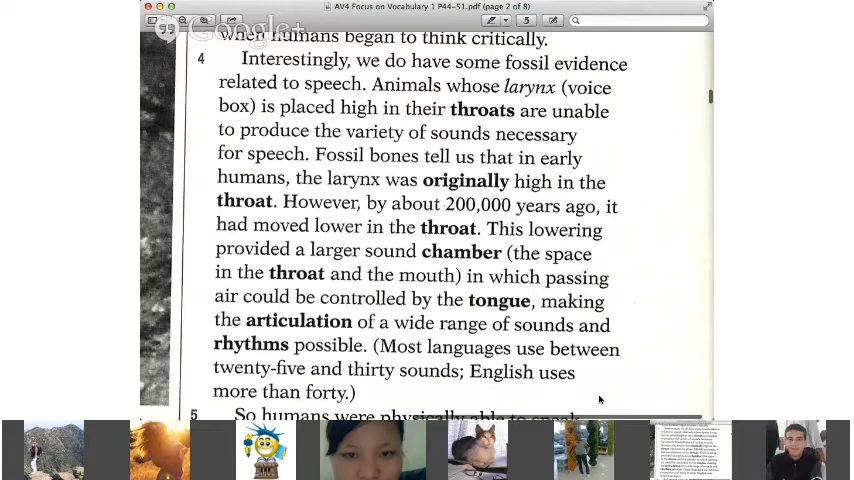 AV4 Focus on Vocabulary 1 P44-51.pdf (page 2 of 8)
Google+
when humans began to think critically.
4 Interestingly, we do have some fossil evidence
related to speech. Animals whose larynx (voice
box) is placed high in their throats are unable
to produce the variety of sounds necessary
for speech. Fossil bones tell us that in early
humans, the larynx was originally high in the
throat. However, by about 200,000 years ago, it
had moved lower in the throat. This lowering
provided a larger sound chamber (the space
in the throat and the mouth) in which passing
air could be controlled by the tongue, making
the articulation of a wide range of sounds and
rhythms possible. (Most languages use between
twenty-five and thirty sounds; English uses
more than forty.)
5 So humans were physically able to speak